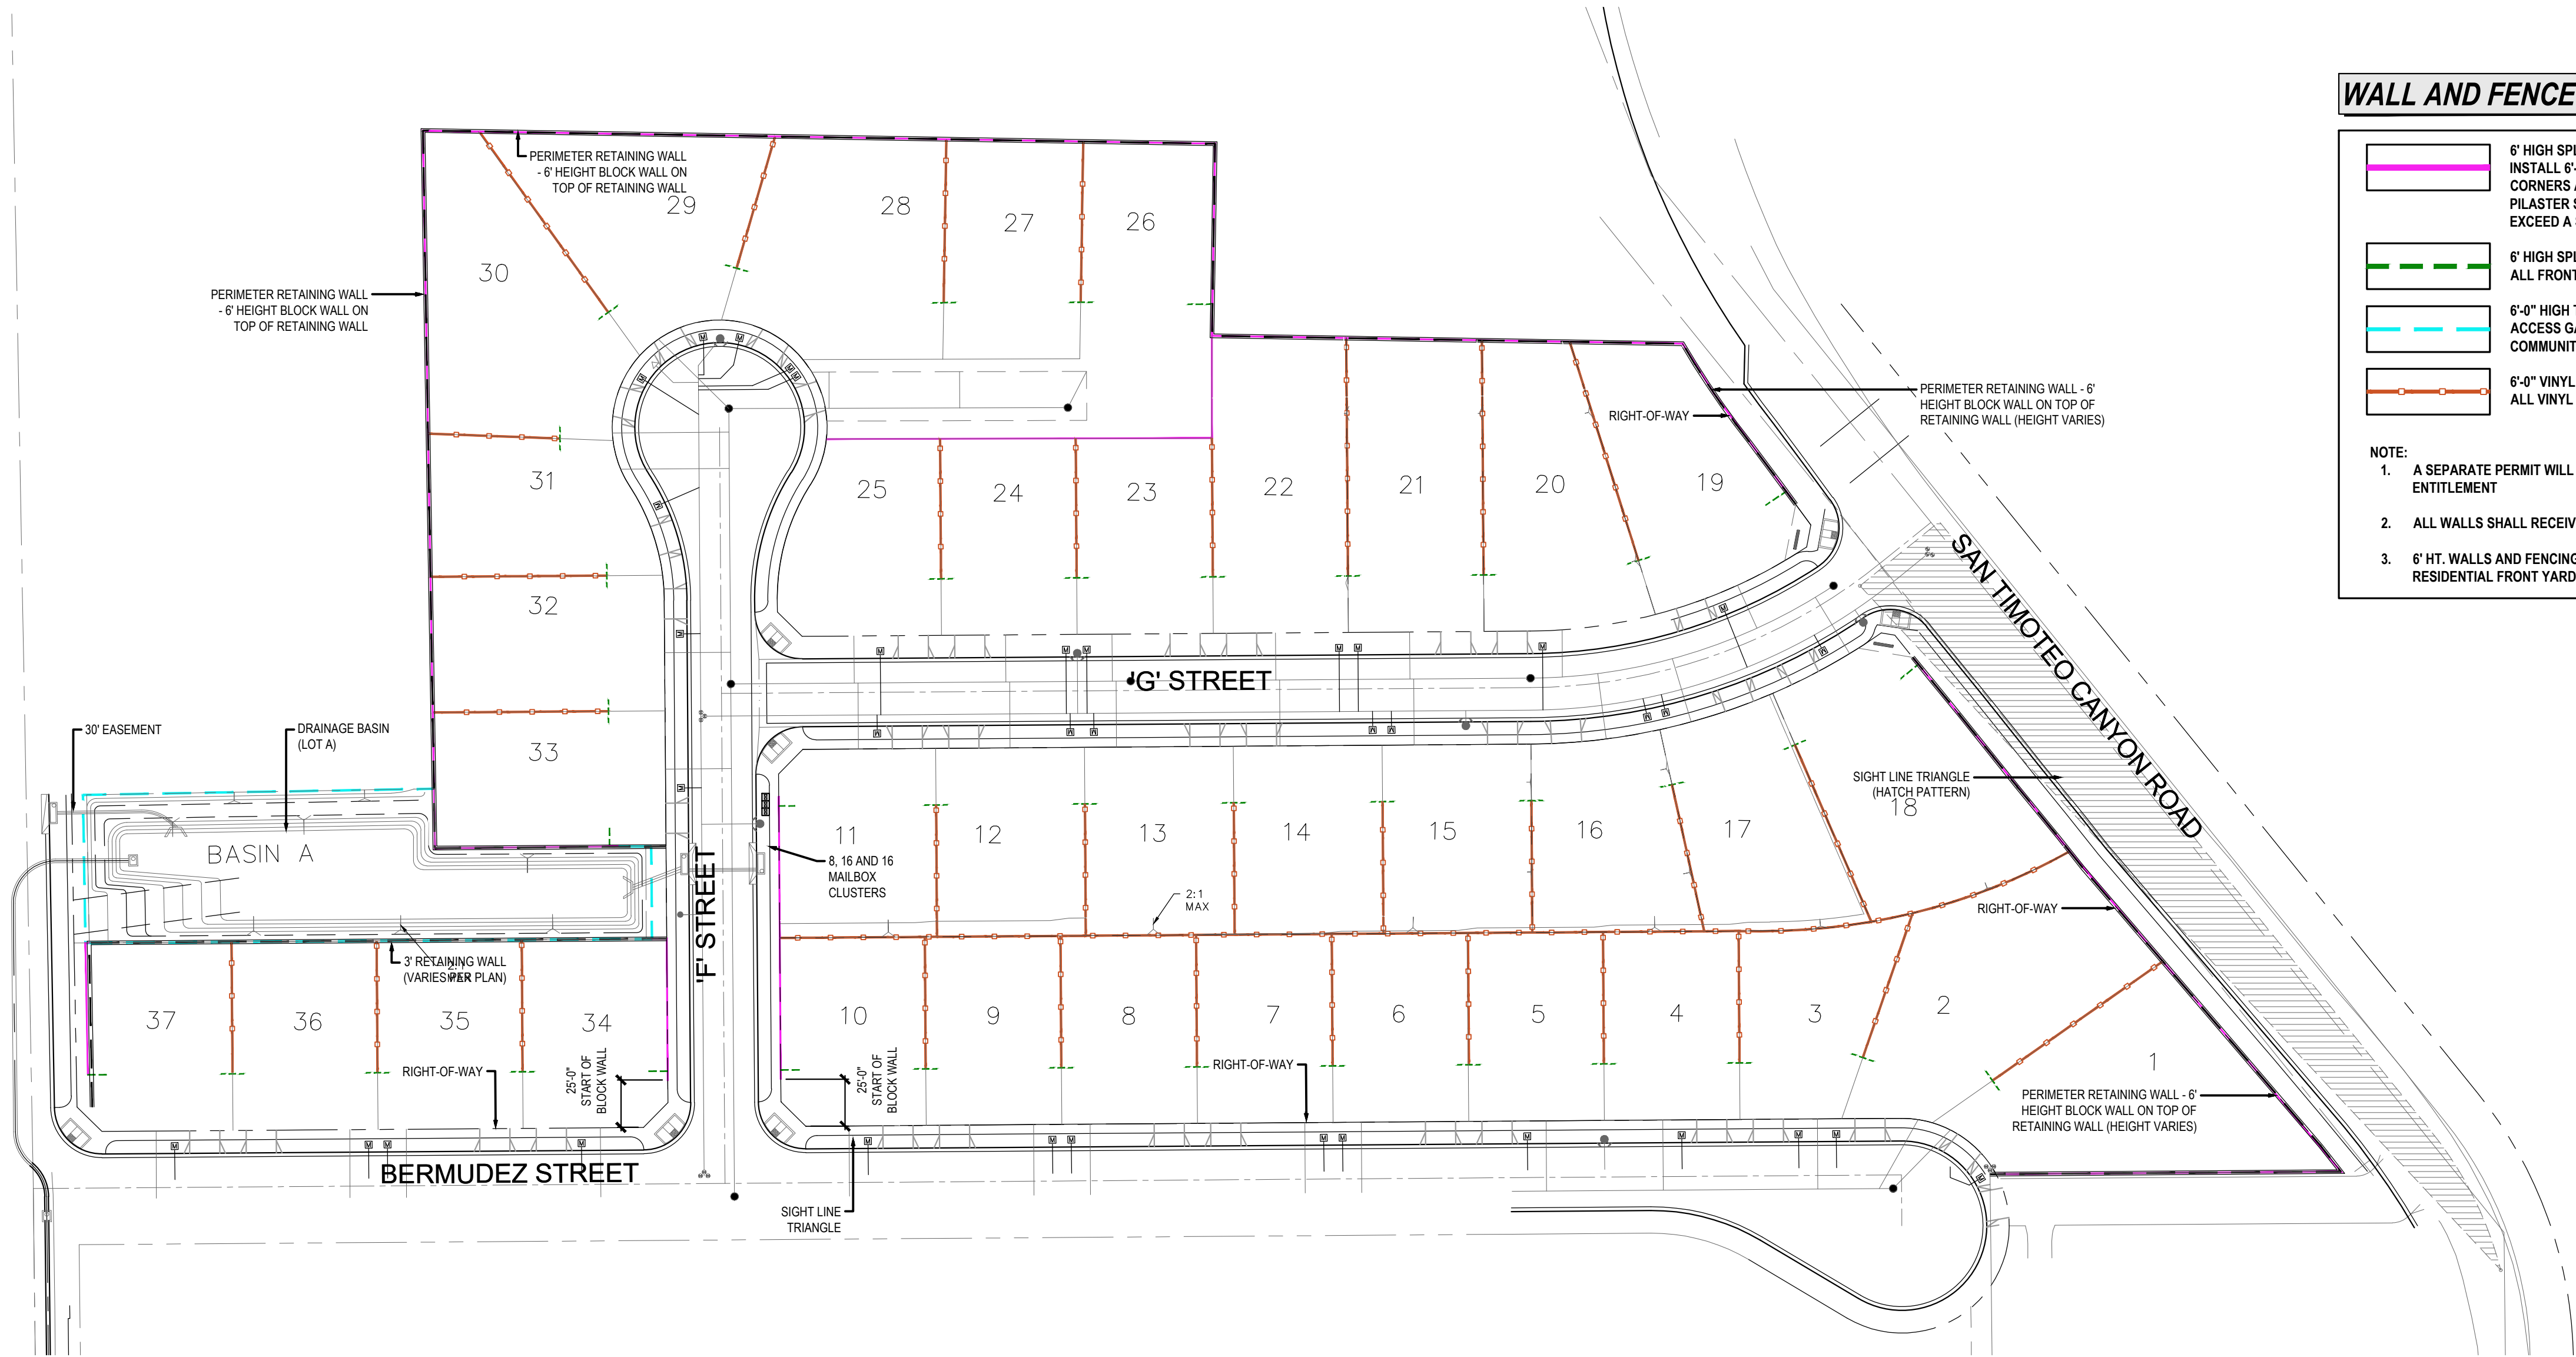 WALL AND FENCE
6' HIGH SPL
INSTALL 6'-
CORNERS A
PILASTER S
EXCEED A
6' HIGH SPL
ALL FRONT
6'-0" HIGH T
ACCESS GA
COMMUNIT
6'-0" VINYL
ALL VINYL
NOTE:
1. A SEPARATE PERMIT WILL
ENTITLEMENT
2. ALL WALLS SHALL RECEIV
3. 6' HT. WALLS AND FENCING
RESIDENTIAL FRONT YARD
PERIMETER RETAINING WALL
- 6' HEIGHT BLOCK WALL ON
TOP OF RETAINING WALL
29
28
27
26
30
PERIMETER RETAINING WALL
- 6' HEIGHT BLOCK WALL ON
TOP OF RETAINING WALL
PERIMETER RETAINING WALL - 6'
HEIGHT BLOCK WALL ON TOP OF
RETAINING WALL (HEIGHT VARIES)
RIGHT-OF-WAY
31
25
24
23
22
21
20
19
32
SAN TIMOTEO CANYON ROAD
'G' STREET
33
30' EASEMENT
DRAINAGE BASIN
(LOT A)
SIGHT LINE TRIANGLE
(HATCH PATTERN)
18
BASIN A
11
12
13
14
15
16
17
8, 16 AND 16
MAILBOX
CLUSTERS
2:1
MAX
'F' STREET
RIGHT-OF-WAY
3' RETAINING WALL
(VARIES PER PLAN)
2:1
MAX
37
36
35
34
10
9
8
7
6
5
4
3
2
1
RIGHT-OF-WAY
25'-0"
START OF
BLOCK WALL
25'-0"
START OF
BLOCK WALL
RIGHT-OF-WAY
PERIMETER RETAINING WALL - 6'
HEIGHT BLOCK WALL ON TOP OF
RETAINING WALL (HEIGHT VARIES)
BERMUDEZ STREET
SIGHT LINE
TRIANGLE